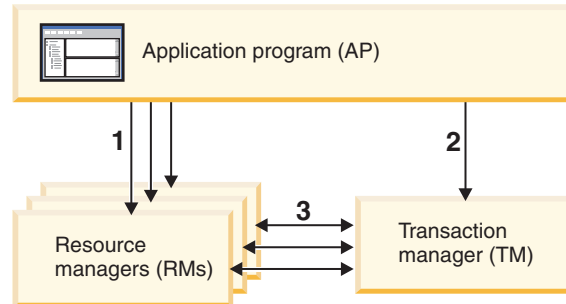 Application program (AP)
1
2
3
Resource
managers (RMs)
Transaction
manager (TM)